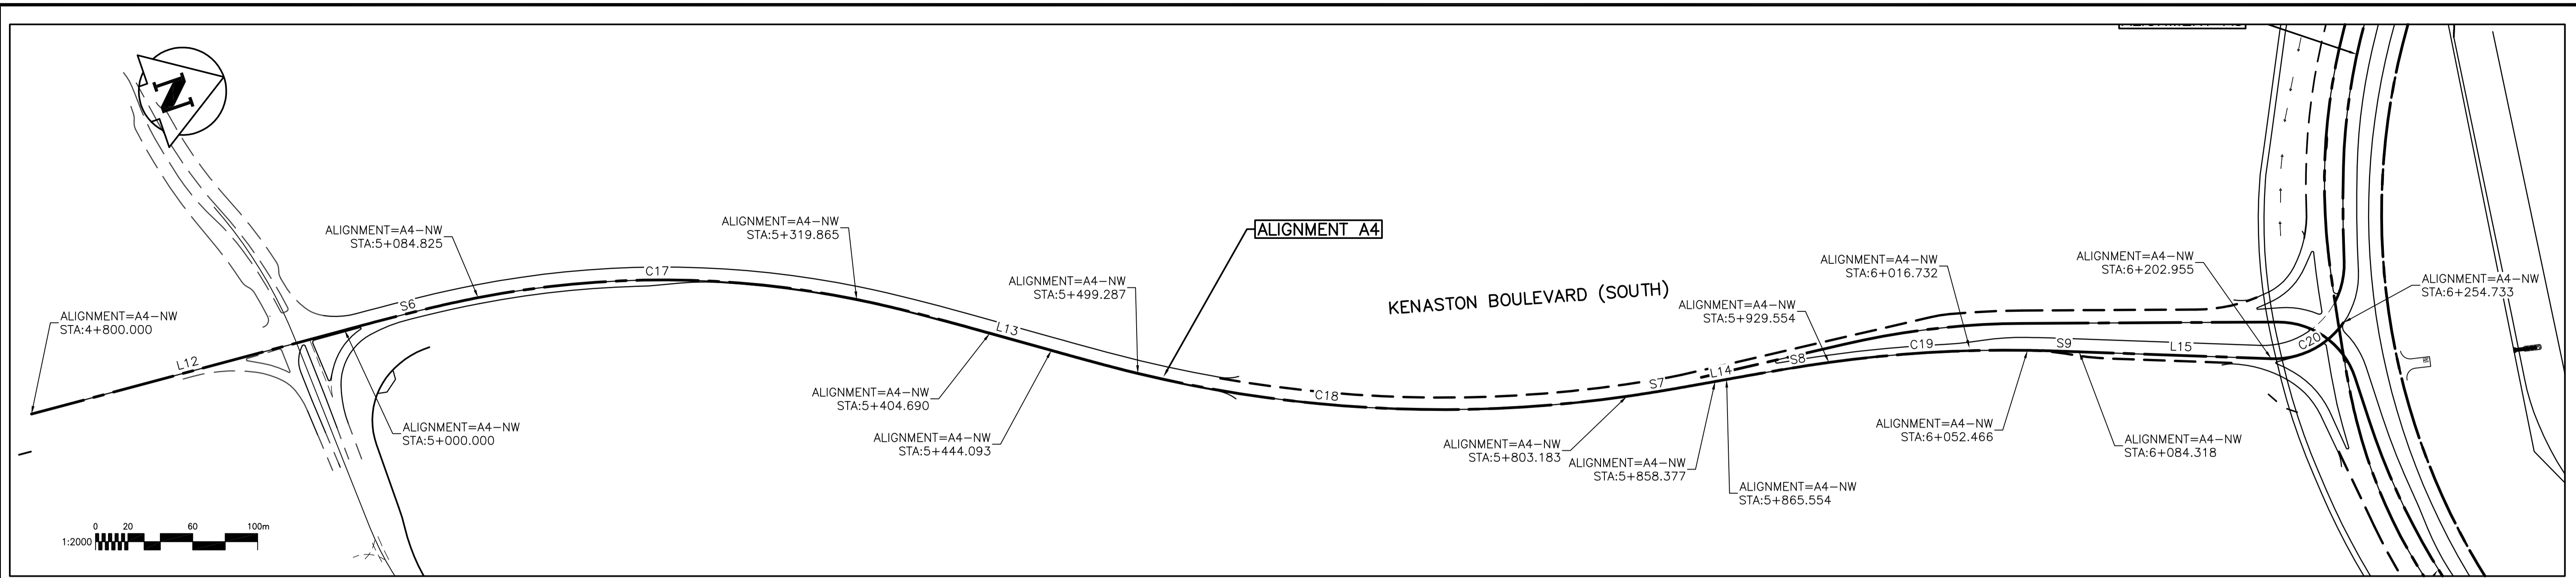 N
ALIGNMENT=A4-NW
STA:4+800.000
L12
ALIGNMENT=A4-NW
STA:5+000.000
ALIGNMENT=A4-NW
STA:5+084.825
S6
C17
ALIGNMENT=A4-NW
STA:5+319.865
ALIGNMENT=A4-NW
STA:5+404.690
L13
ALIGNMENT=A4-NW
STA:5+444.093
ALIGNMENT=A4-NW
STA:5+499.287
ALIGNMENT A4
C18
KENASTON BOULEVARD (SOUTH)
ALIGNMENT=A4-NW
STA:5+803.183
S7
ALIGNMENT=A4-NW
STA:5+858.377
L14
ALIGNMENT=A4-NW
STA:5+865.554
S8
ALIGNMENT=A4-NW
STA:5+929.554
C19
ALIGNMENT=A4-NW
STA:6+016.732
ALIGNMENT=A4-NW
STA:6+052.466
S9
ALIGNMENT=A4-NW
STA:6+084.318
L15
ALIGNMENT=A4-NW
STA:6+202.955
C20
ALIGNMENT=A4-NW
STA:6+254.733
1:2000
0 20 60 100m